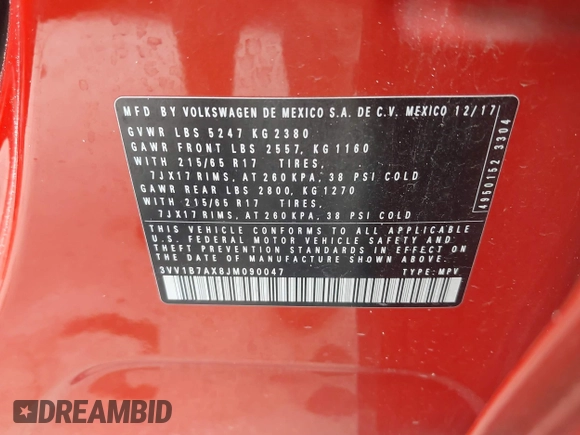 MFD BY VOLKSWAGEN DE MEXICO S.A. DE C.V. MEXICO 12/17
GVWR LBS 5247 KG 2380
GAWR FRONT LBS 2557, KG 1160
WITH 215/65 R17 TIRES,
7JX17 RIMS, AT 260 KPA, 38 PSI COLD
GAWR REAR LBS 2800, KG 1270
WITH 215/65 R17 TIRES,
7JX17 RIMS, AT 260 KPA, 38 PSI COLD
THIS VEHICLE CONFORMS TO ALL APPLICABLE
U.S. FEDERAL MOTOR VEHICLE SAFETY AND
THEFT PREVENTION STANDARDS IN EFFECT ON
THE DATE OF MANUFACTURE SHOWN ABOVE.
3VV1B7AX8JM090047 TYPE: MPV
4950152 3304
DREAMBID